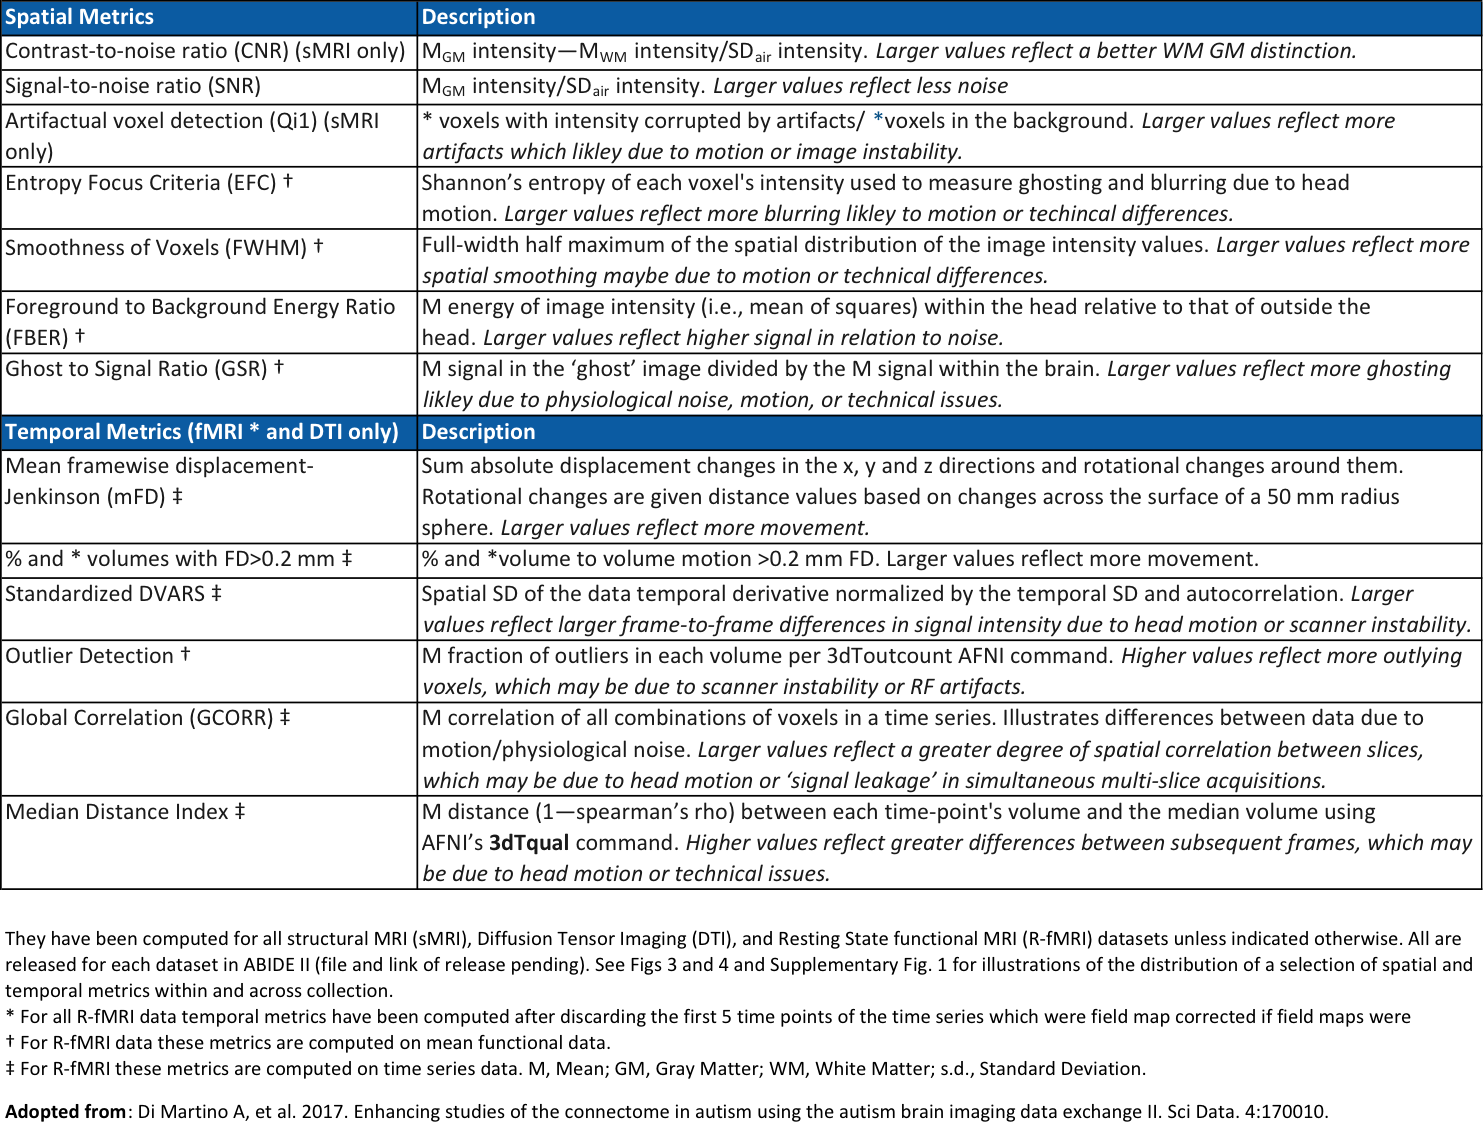 Spatial Metrics Description
Contrast-to-noise ratio (CNR) (sMRI only) M_GM intensity—M_WM intensity/SD_air intensity. Larger values reflect a better WM GM distinction.
Signal-to-noise ratio (SNR) M_GM intensity/SD_air intensity. Larger values reflect less noise
Artifactual voxel detection (Qi1) (sMRI
only)
* voxels with intensity corrupted by artifacts/ *voxels in the background. Larger values reflect more
artifacts which likley due to motion or image instability.
Entropy Focus Criteria (EFC) †
Shannon’s entropy of each voxel's intensity used to measure ghosting and blurring due to head
motion. Larger values reflect more blurring likley to motion or techincal differences.
Smoothness of Voxels (FWHM) †
Full-width half maximum of the spatial distribution of the image intensity values. Larger values reflect more
spatial smoothing maybe due to motion or technical differences.
Foreground to Background Energy Ratio
(FBER) †
M energy of image intensity (i.e., mean of squares) within the head relative to that of outside the
head. Larger values reflect higher signal in relation to noise.
Ghost to Signal Ratio (GSR) †
M signal in the ‘ghost’ image divided by the M signal within the brain. Larger values reflect more ghosting
likley due to physiological noise, motion, or technical issues.
Temporal Metrics (fMRI * and DTI only) Description
Mean framewise displacement-
Jenkinson (mFD) ‡
Sum absolute displacement changes in the x, y and z directions and rotational changes around them.
Rotational changes are given distance values based on changes across the surface of a 50 mm radius
sphere. Larger values reflect more movement.
% and * volumes with FD>0.2 mm ‡ % and *volume to volume motion >0.2 mm FD. Larger values reflect more movement.
Standardized DVARS ‡
Spatial SD of the data temporal derivative normalized by the temporal SD and autocorrelation. Larger
values reflect larger frame-to-frame differences in signal intensity due to head motion or scanner instability.
Outlier Detection †
M fraction of outliers in each volume per 3dToutcount AFNI command. Higher values reflect more outlying
voxels, which may be due to scanner instability or RF artifacts.
Global Correlation (GCORR) ‡
M correlation of all combinations of voxels in a time series. Illustrates differences between data due to
motion/physiological noise. Larger values reflect a greater degree of spatial correlation between slices,
which may be due to head motion or ‘signal leakage’ in simultaneous multi-slice acquisitions.
Median Distance Index ‡
M distance (1—spearman’s rho) between each time-point's volume and the median volume using
AFNI’s 3dTqual command. Higher values reflect greater differences between subsequent frames, which may
be due to head motion or technical issues.
They have been computed for all structural MRI (sMRI), Diffusion Tensor Imaging (DTI), and Resting State functional MRI (R-fMRI) datasets unless indicated otherwise. All are
released for each dataset in ABIDE II (file and link of release pending). See Figs 3 and 4 and Supplementary Fig. 1 for illustrations of the distribution of a selection of spatial and
temporal metrics within and across collection.
* For all R-fMRI data temporal metrics have been computed after discarding the first 5 time points of the time series which were field map corrected if field maps were
† For R-fMRI data these metrics are computed on mean functional data.
‡ For R-fMRI these metrics are computed on time series data. M, Mean; GM, Gray Matter; WM, White Matter; s.d., Standard Deviation.
Adopted from: Di Martino A, et al. 2017. Enhancing studies of the connectome in autism using the autism brain imaging data exchange II. Sci Data. 4:170010.